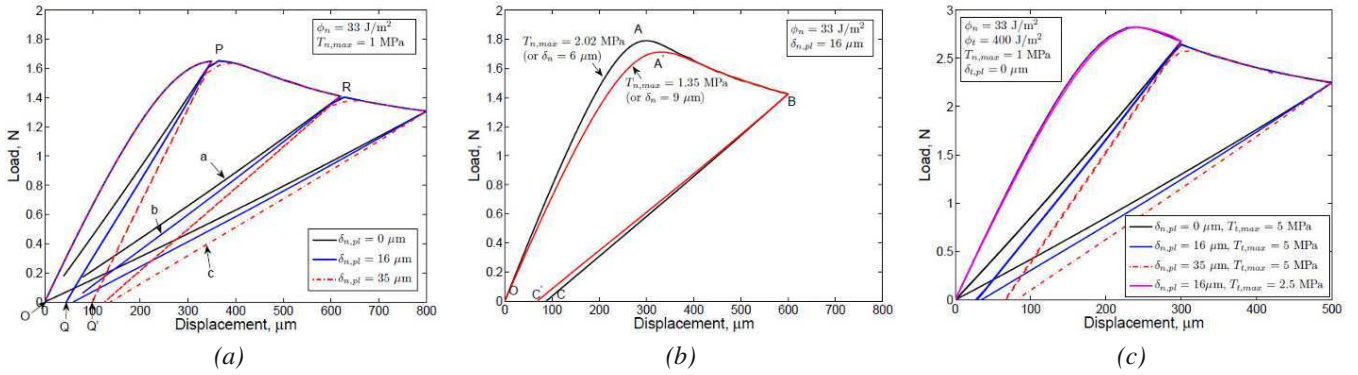 2
1.8
1.6
1.4
1.2
1
0.8
0.6
0.4
0.2
0
Load, N
ϕn = 33 J/m²
Tn,max = 1 MPa
P
R
a
b
c
δn,pl = 0 μm
δn,pl = 16 μm
δn,pl = 35 μm
O
Q
Q'
0 100 200 300 400 500 600 700 800
Displacement, μm
(a)
2
1.8
1.6
1.4
1.2
1
0.8
0.6
0.4
0.2
0
Load, N
A
Tn,max = 2.02 MPa
(or δn = 6 μm)
A'
Tn,max = 1.35 MPa
(or δn = 9 μm)
ϕn = 33 J/m²
δn,pl = 16 μm
B
O
C'
C
0 100 200 300 400 500 600 700 800
Displacement, μm
(b)
3
2.5
2
1.5
1
0.5
0
Load, N
ϕn = 33 J/m²
ϕt = 400 J/m²
Tn,max = 1 MPa
δt,pl = 0 μm
δn,pl = 0 μm, Tt,max = 5 MPa
δn,pl = 16 μm, Tt,max = 5 MPa
δn,pl = 35 μm, Tt,max = 5 MPa
δn,pl = 16μm, Tt,max = 2.5 MPa
0 100 200 300 400 500
Displacement, μm
(c)